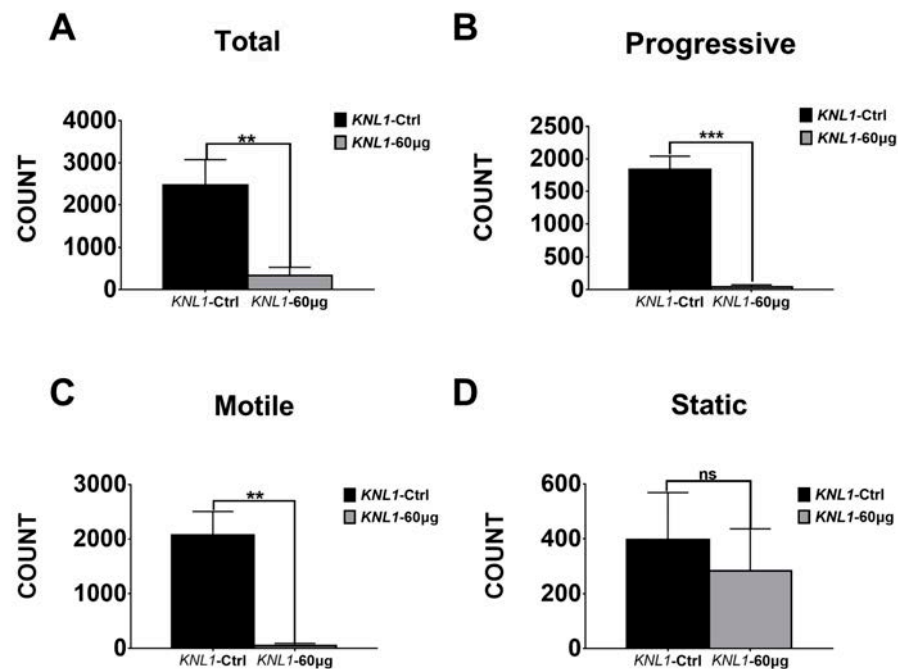 A
Total
COUNT
4000
3000
2000
1000
0
**
KNL1-Ctrl
KNL1-60µg
KNL1-Ctrl KNL1-60µg
B
Progressive
COUNT
2500
2000
1500
1000
500
0
***
KNL1-Ctrl
KNL1-60µg
KNL1-Ctrl KNL1-60µg
C
Motile
COUNT
3000
2000
1000
0
**
KNL1-Ctrl
KNL1-60µg
KNL1-Ctrl KNL1-60µg
D
Static
COUNT
600
400
200
0
ns
KNL1-Ctrl
KNL1-60µg
KNL1-Ctrl KNL1-60µg